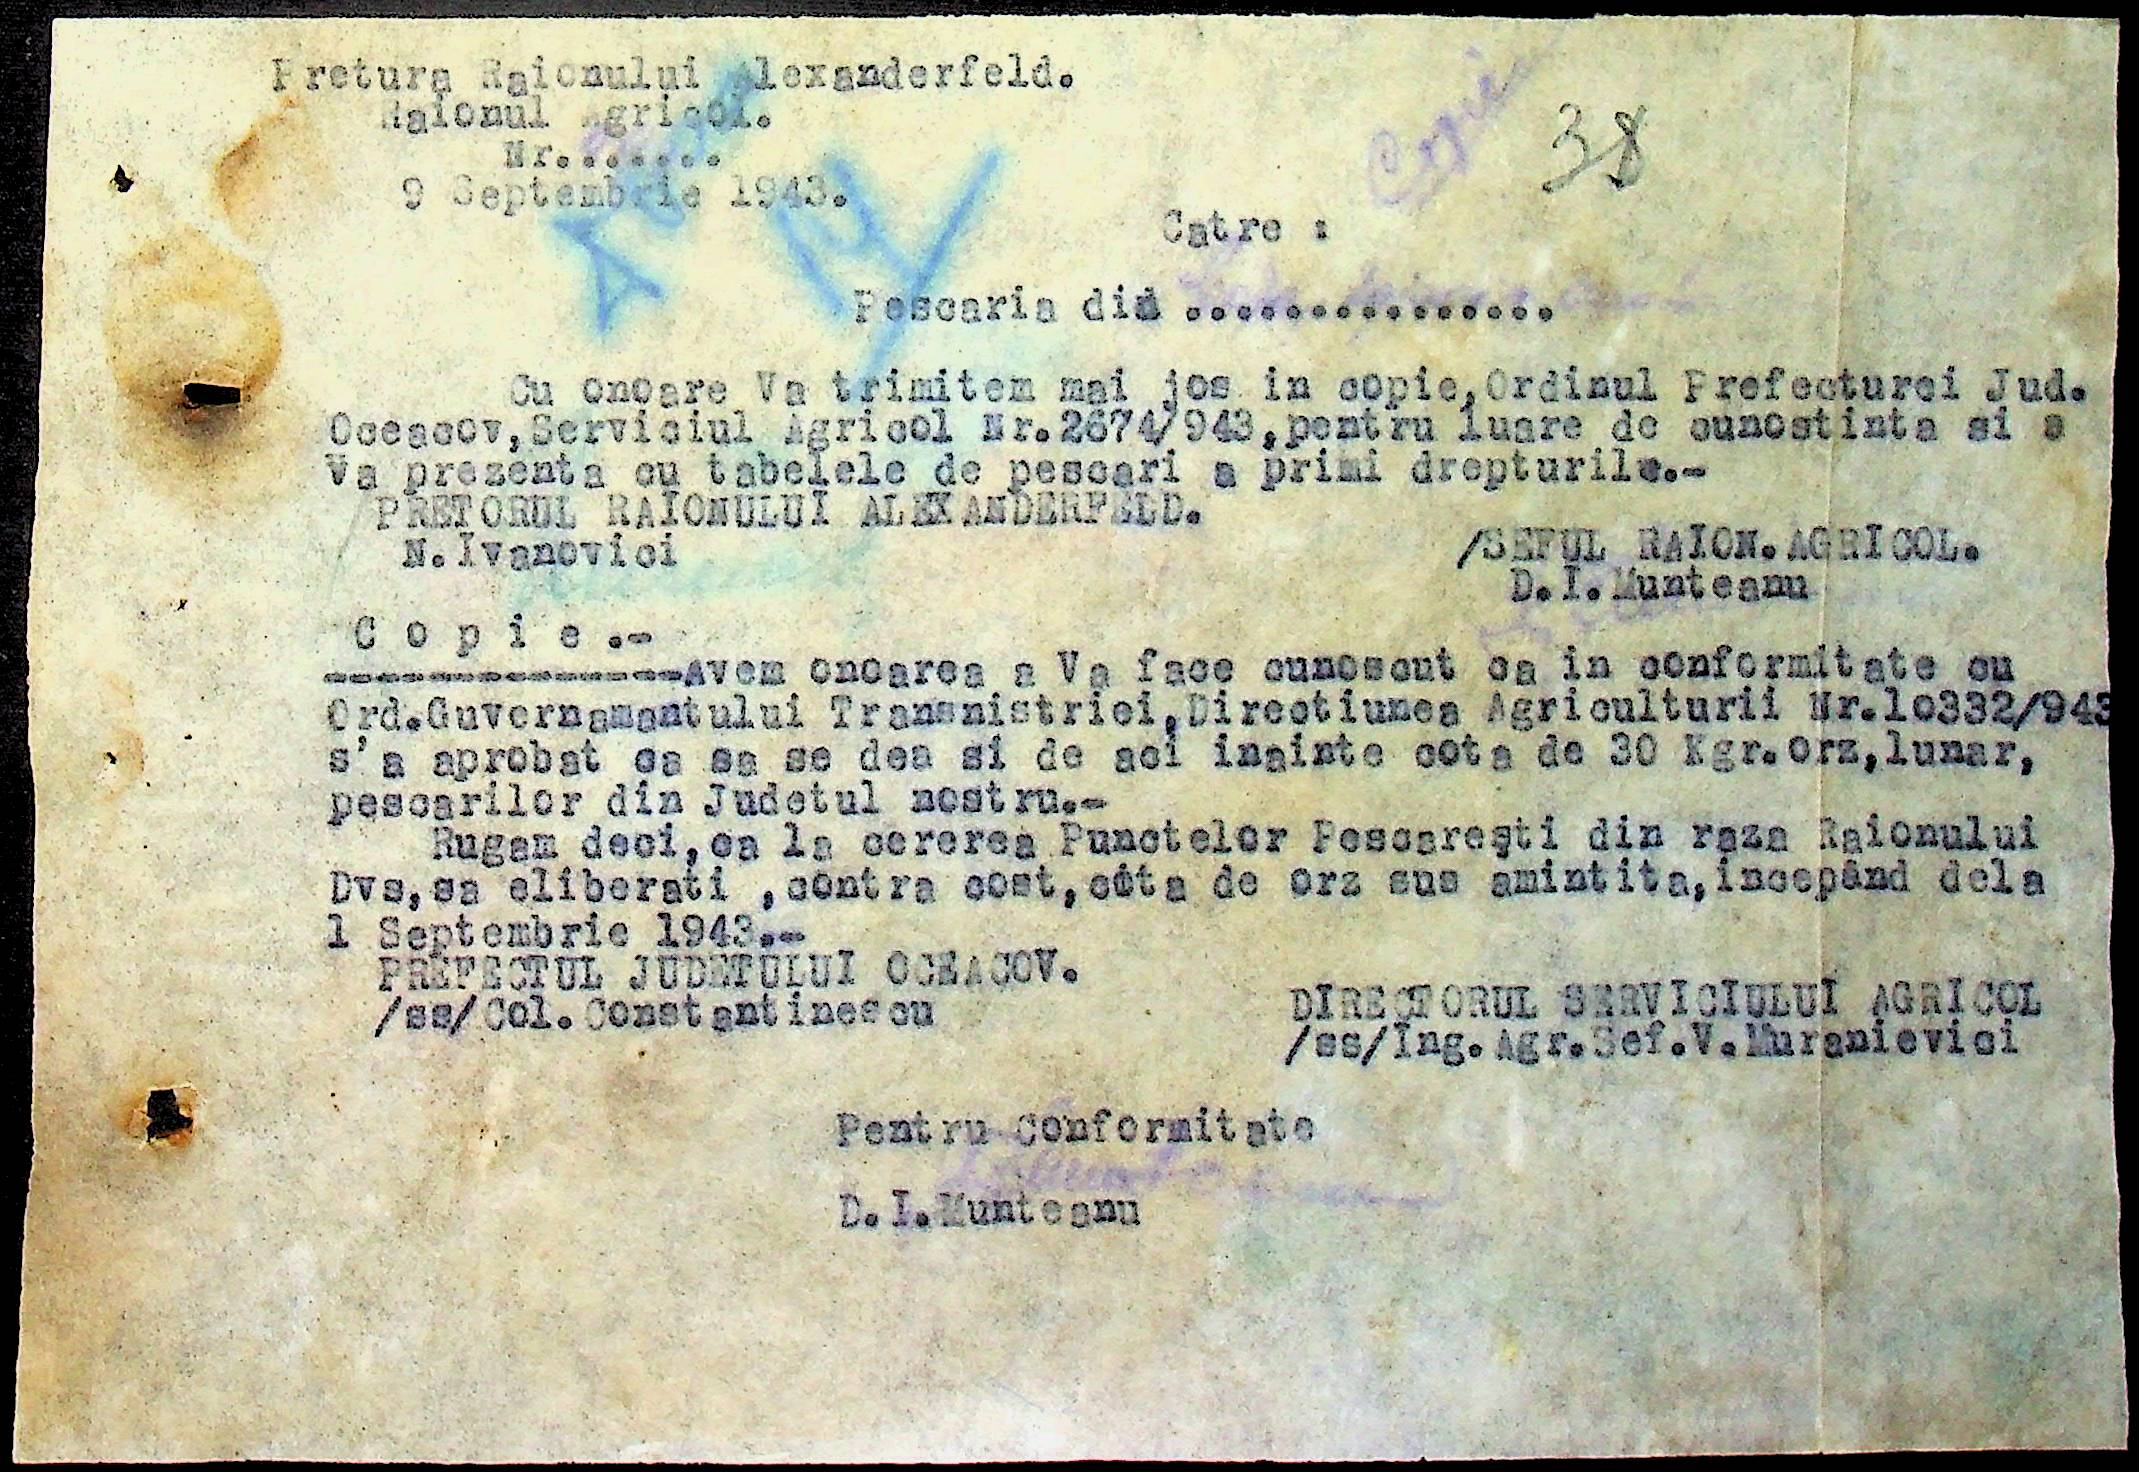 Pretura Raionului Alexanderfeld.
Raionul Agricol.
Nr.......
9 Septembrie 1943.
Copie
38
Catre :
Pescaria din ...............
Cu onoare Va trimitem mai jos in copie,Ordinul Prefecturei Jud.
Oceacov,Serviciul Agricol Nr.2674/943,pentru luare de cunostinta si a
Va prezenta cu tabelele de pescari a primi drepturile.-
PRETORUL RAIONULUI ALEXANDERFELD.
N.Ivanovici
/SEFUL RAION.AGRICOL.
D.I.Munteanu
C o p i e .-
---------------Avem onoarea a Va face cunoscut ca in conformitate cu
Ord.Guvernamantului Transnistriei,Directiunea Agriculturii Nr.1o332/943
s'a aprobat ca sa se dea si de aci inainte cota de 30 Kgr.orz,lunar,
pescarilor din Judetul nostru.-
Rugam deci,ca la cererea Punctelor Pescareşti din raza Raionului
Dvs,sa eliberati ,contra cost,cota de orz sus amintita,incepând dela
1 Septembrie 1943.-
PREFECTUL JUDETULUI OCEACOV.
/ss/Col.Constantinescu
DIRECTORUL SERVICIULUI AGRICOL
/ss/Ing.Agr.Sef.V.Muranievici
Pentru Conformitate
D.I.Munteanu